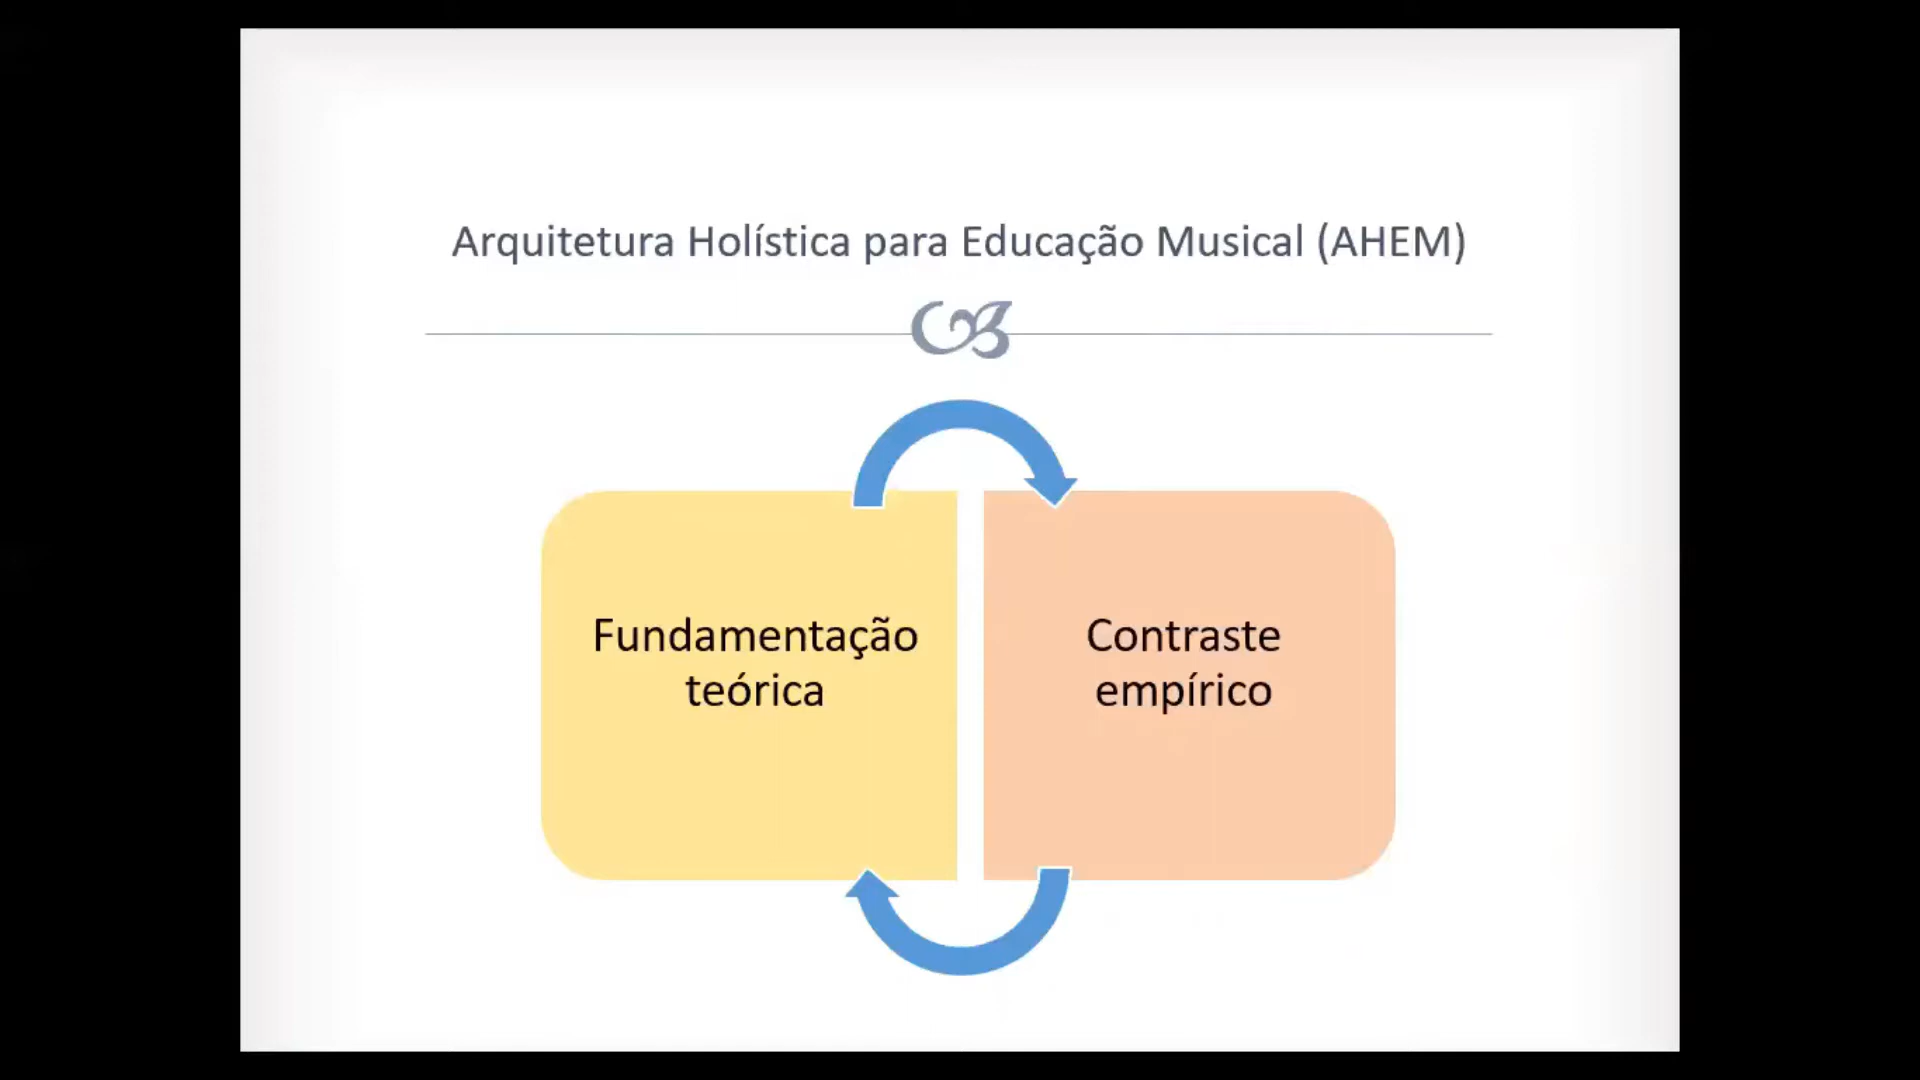 Arquitetura Holística para Educação Musical (AHEM)
Fundamentação
teórica
Contraste
empírico